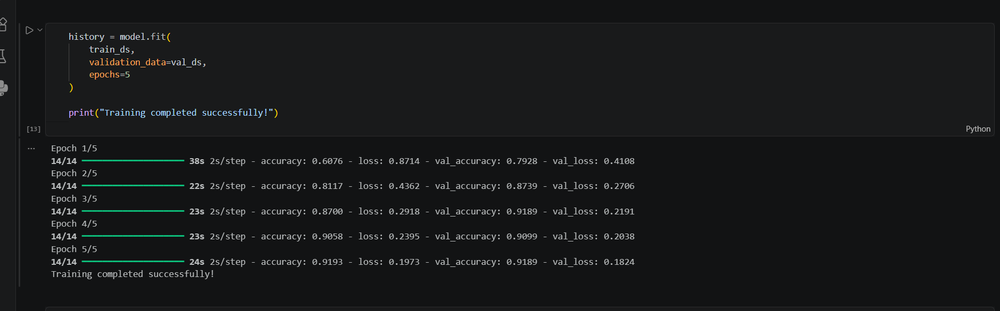 history = model.fit(
    train_ds,
    validation_data=val_ds,
    epochs=5
)
print("Training completed successfully!")
[13]
Python
...
Epoch 1/5
14/14 38s 2s/step - accuracy: 0.6076 - loss: 0.8714 - val_accuracy: 0.7928 - val_loss: 0.4108
Epoch 2/5
14/14 22s 2s/step - accuracy: 0.8117 - loss: 0.4362 - val_accuracy: 0.8739 - val_loss: 0.2706
Epoch 3/5
14/14 23s 2s/step - accuracy: 0.8700 - loss: 0.2918 - val_accuracy: 0.9189 - val_loss: 0.2191
Epoch 4/5
14/14 23s 2s/step - accuracy: 0.9058 - loss: 0.2395 - val_accuracy: 0.9099 - val_loss: 0.2038
Epoch 5/5
14/14 24s 2s/step - accuracy: 0.9193 - loss: 0.1973 - val_accuracy: 0.9189 - val_loss: 0.1824
Training completed successfully!